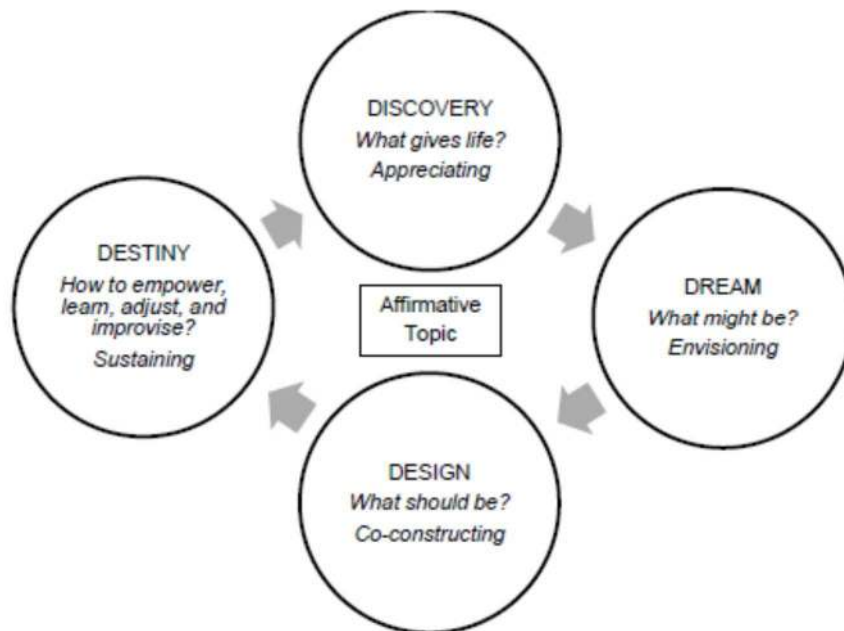 DISCOVERY
What gives life?
Appreciating
DREAM
What might be?
Envisioning
DESIGN
What should be?
Co-constructing
DESTINY
How to empower,
learn, adjust, and
improvise?
Sustaining
Affirmative
Topic